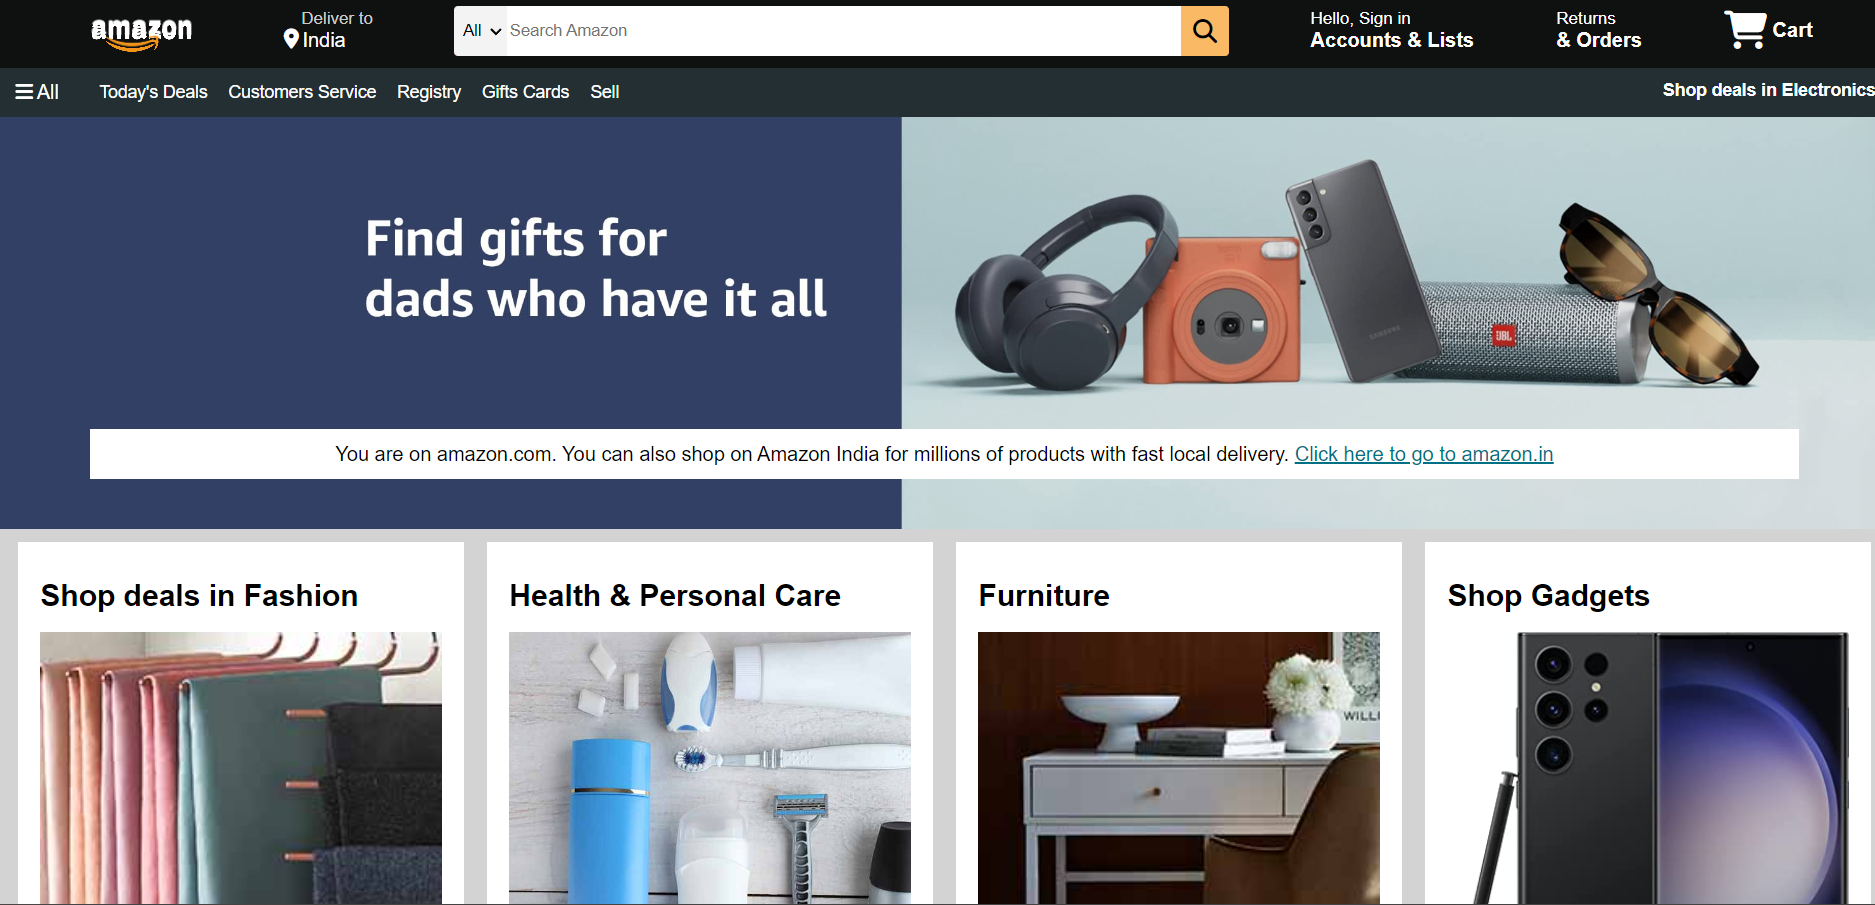 amazon
Deliver to
India
All
Search Amazon
Hello, Sign in
Accounts & Lists
Returns
& Orders
Cart
All
Today's Deals
Customers Service
Registry
Gifts Cards
Sell
Shop deals in Electronics
Find gifts for
dads who have it all
SAMSUNG
JBL
You are on amazon.com. You can also shop on Amazon India for millions of products with fast local delivery. Click here to go to amazon.in
Shop deals in Fashion
Health & Personal Care
Furniture
Shop Gadgets
WILL